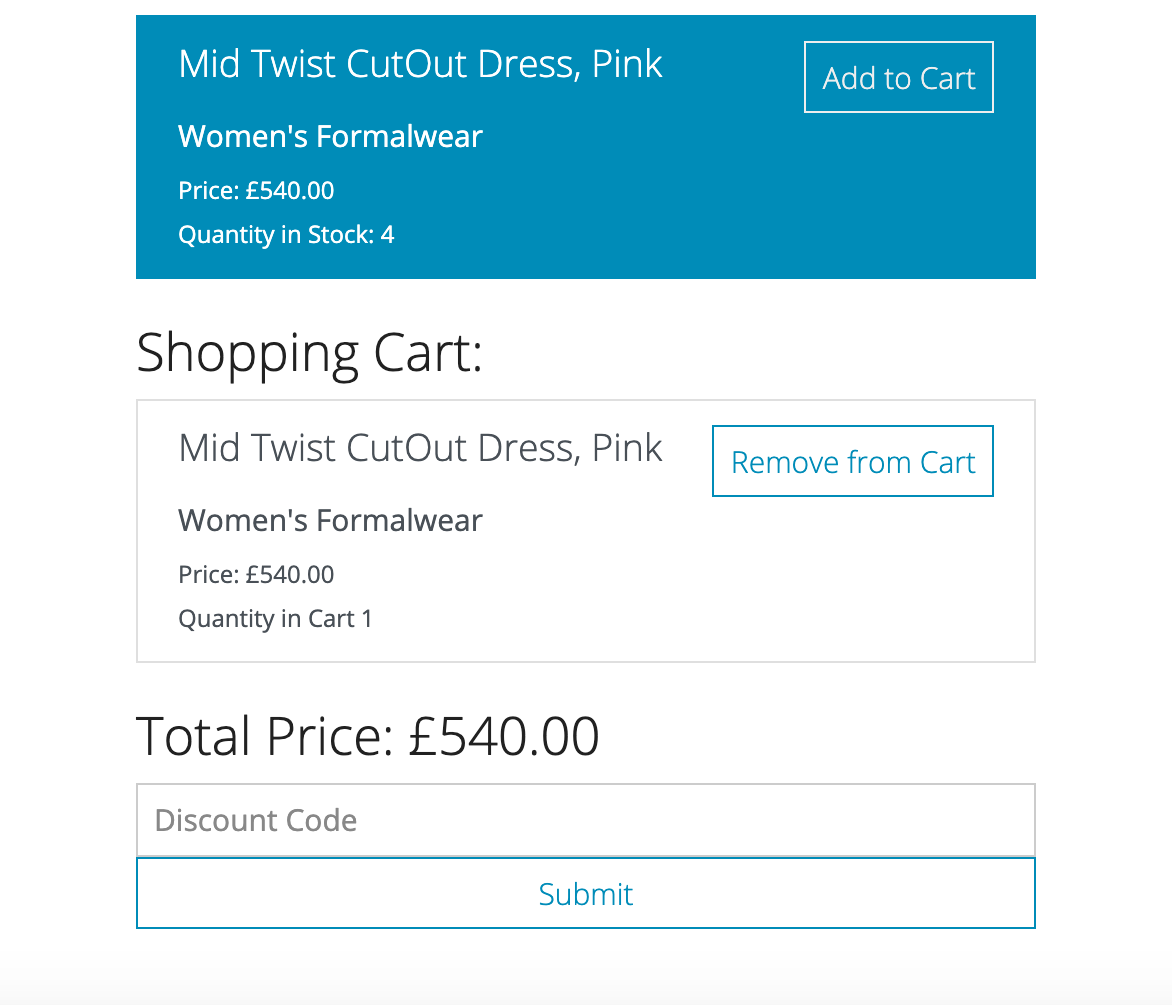 Mid Twist CutOut Dress, Pink
Add to Cart
Women's Formalwear
Price: £540.00
Quantity in Stock: 4
Shopping Cart:
Mid Twist CutOut Dress, Pink
Remove from Cart
Women's Formalwear
Price: £540.00
Quantity in Cart 1
Total Price: £540.00
Discount Code
Submit